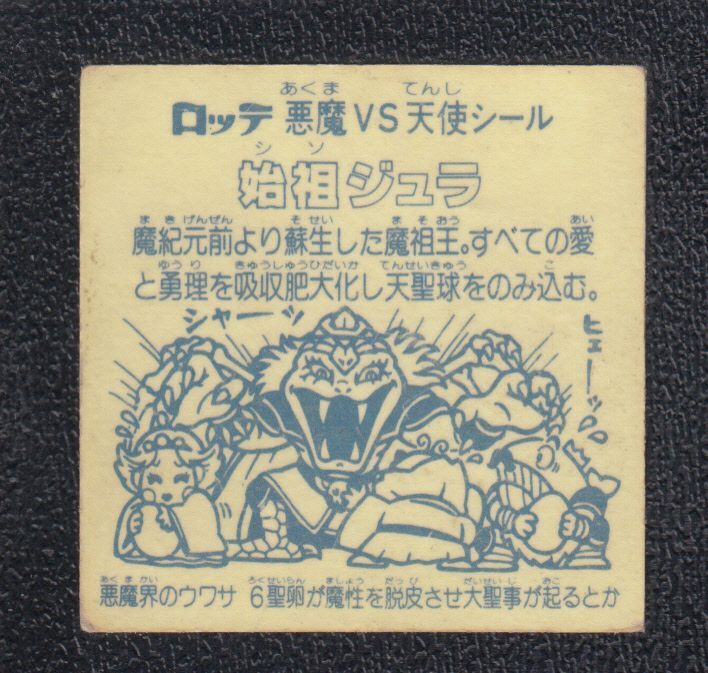 あくま てんし
ロッテ 悪魔VS天使シール
シソ
始祖ジュラ
まきげんぜん そせい まそおう あい
魔紀元前より蘇生した魔祖王。すべての愛
ゆうり きゅうしゅうひだいか てんせいきゅう こ
と勇理を吸収肥大化し天聖球をのみ込む。
シャーッ
ヒェーッ
あくまかい ろくせいらん ましょう だっぴ だいせいじ おこ
悪魔界のウワサ 6聖卵が魔性を脱皮させ大聖事が起るとか